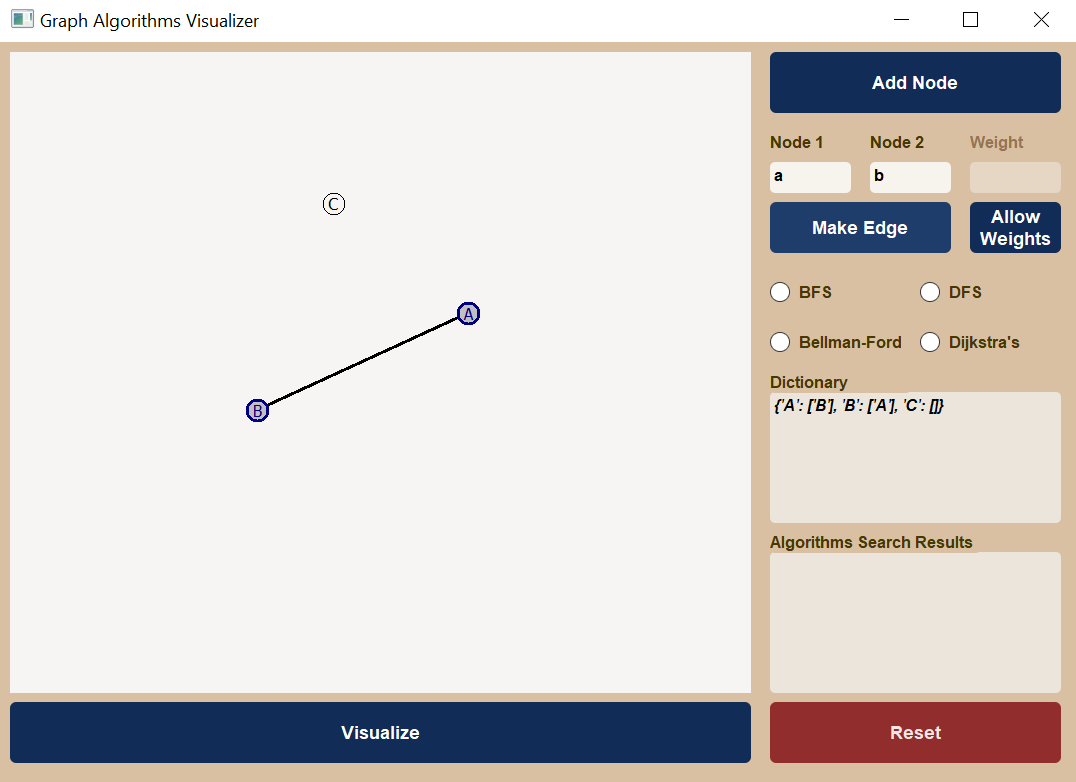 Graph Algorithms Visualizer
Add Node
Node 1 Node 2 Weight
a b
Make Edge
Allow
Weights
BFS DFS
Bellman-Ford Dijkstra's
Dictionary
{'A': ['B'], 'B': ['A'], 'C': []}
Algorithms Search Results
C
A
B
Visualize
Reset